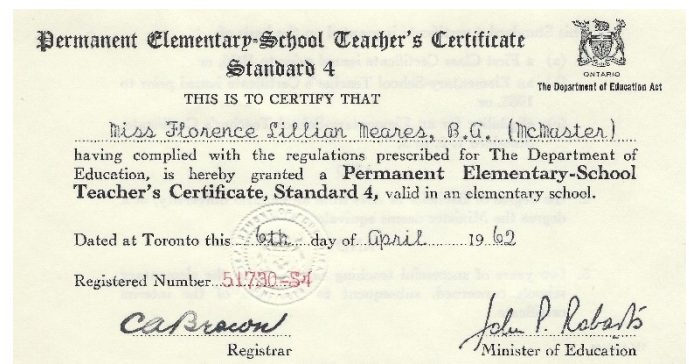 Permanent Elementary-School Teacher's Certificate
Standard 4
ONTARIO
The Department of Education Act
THIS IS TO CERTIFY THAT
Miss Florence Lillian Meares, B.A. (McMaster)
having complied with the regulations prescribed for The Department of
Education, is hereby granted a Permanent Elementary-School
Teacher's Certificate, Standard 4, valid in an elementary school.
Dated at Toronto this 6th day of April 1962
Registered Number 51730-S4
CABrown
Registrar
John P. Robarts
Minister of Education